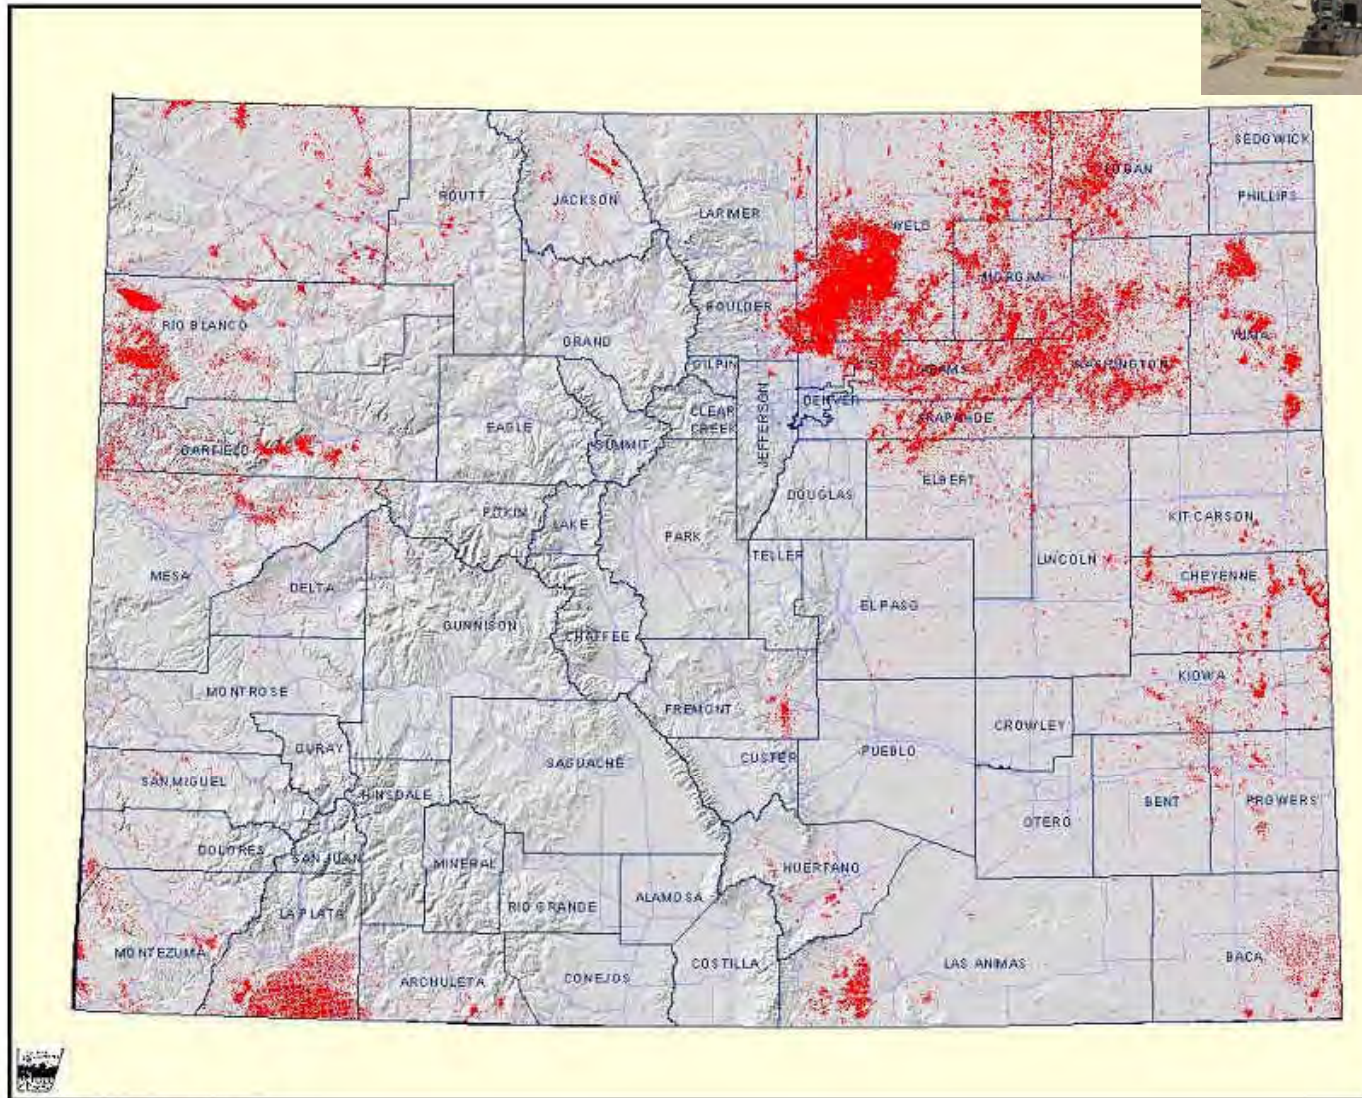 SEDGWICK
LOGAN
ROUTT
JACKSON
LARIMER
PHILLIPS
WELD
MORGAN
BOULDER
RIO BLANCO
YUMA
GRAND
GILPIN
ADAMS
WASHINGTON
DENVER
CLEAR
CREEK
JEFFERSON
ARAPAHOE
EAGLE
SUMMIT
GARFIELD
ELBERT
DOUGLAS
PITKIN
LAKE
KIT CARSON
PARK
TELLER
LINCOLN
MESA
CHEYENNE
DELTA
EL PASO
GUNNISON
CHAFFEE
KIOWA
MONTROSE
FREMONT
CROWLEY
OURAY
PUEBLO
CUSTER
SAGUACHE
SAN MIGUEL
HINSDALE
BENT
PROWERS
OTERO
DOLORES
SAN JUAN
MINERAL
HUERFANO
ALAMOSA
RIO GRANDE
LA PLATA
MONTEZUMA
COSTILLA
LAS ANIMAS
BACA
ARCHULETA
CONEJOS